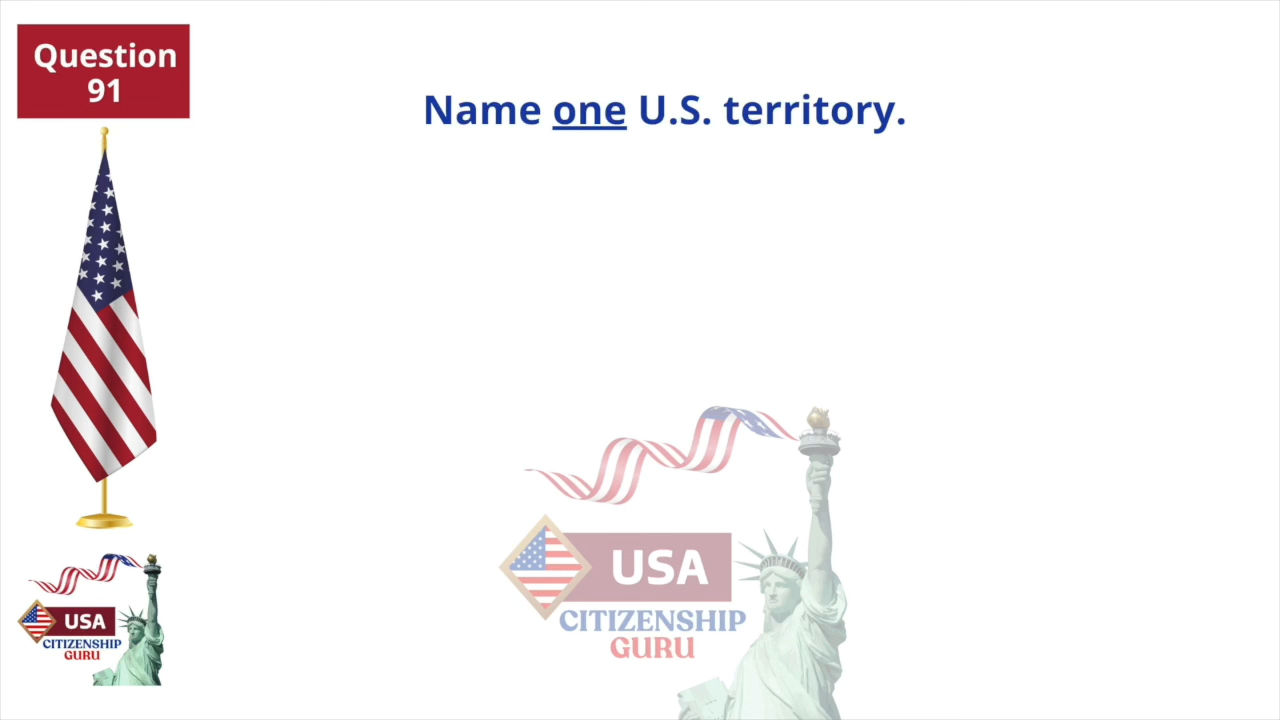 Question
91
Name one U.S. territory.
USA
CITIZENSHIP
GURU
USA
CITIZENSHIP
GURU